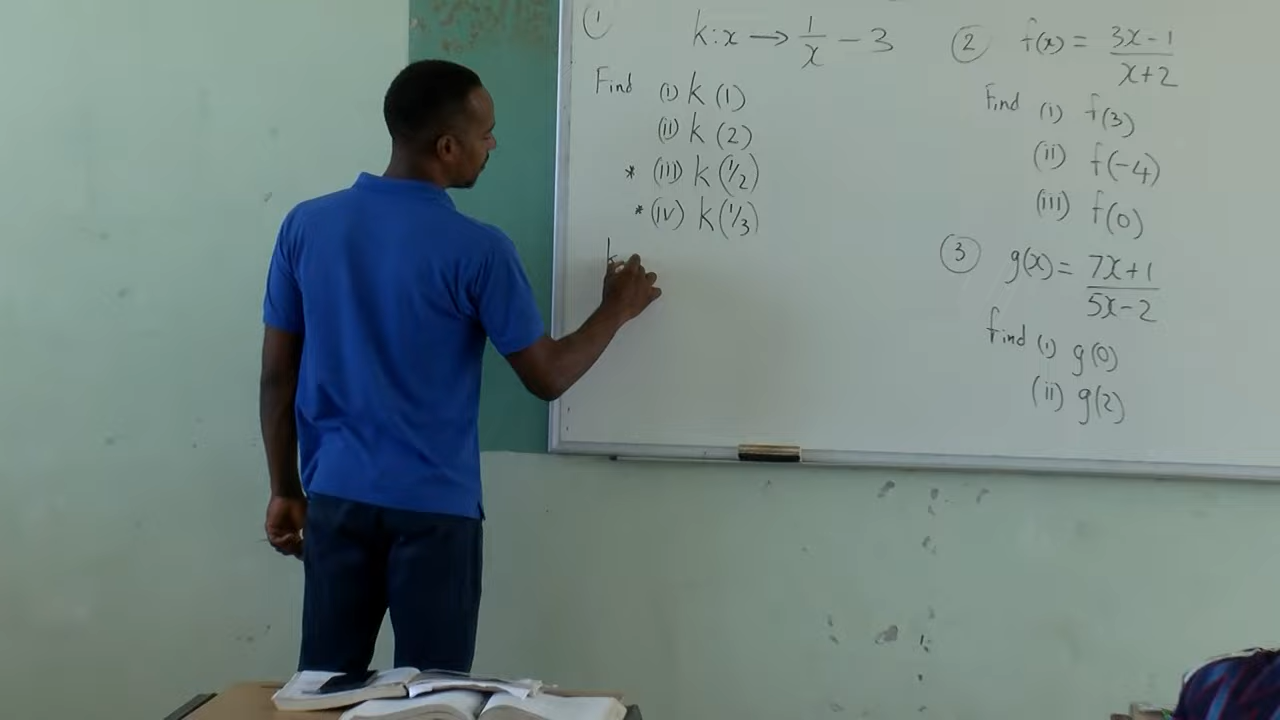 ① k:x → 1/x − 3
Find (i) k (1)
(ii) k (2)
* (iii) k (1/2)
* (iv) k (1/3)
k
② f(x) = (3x−1)/(x+2)
Find (i) f(3)
(ii) f(−4)
(iii) f(0)
③ g(x) = (7x+1)/(5x−2)
find (i) g(0)
(ii) g(2)